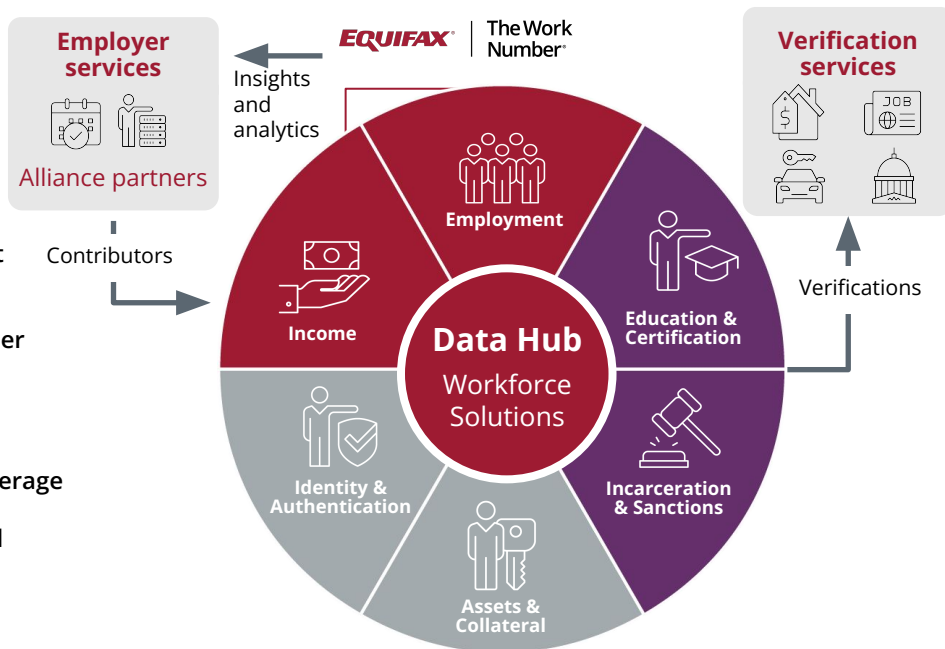 Employer
services
Alliance partners
EQUIFAX®
The Work
Number®
Insights
and
analytics
Verification
services
JOB
$
Contributors
Verifications
Employment
Income
Education &
Certification
Data Hub
Workforce
Solutions
Identity &
Authentication
Incarceration
& Sanctions
Assets &
Collateral
t
er
erage